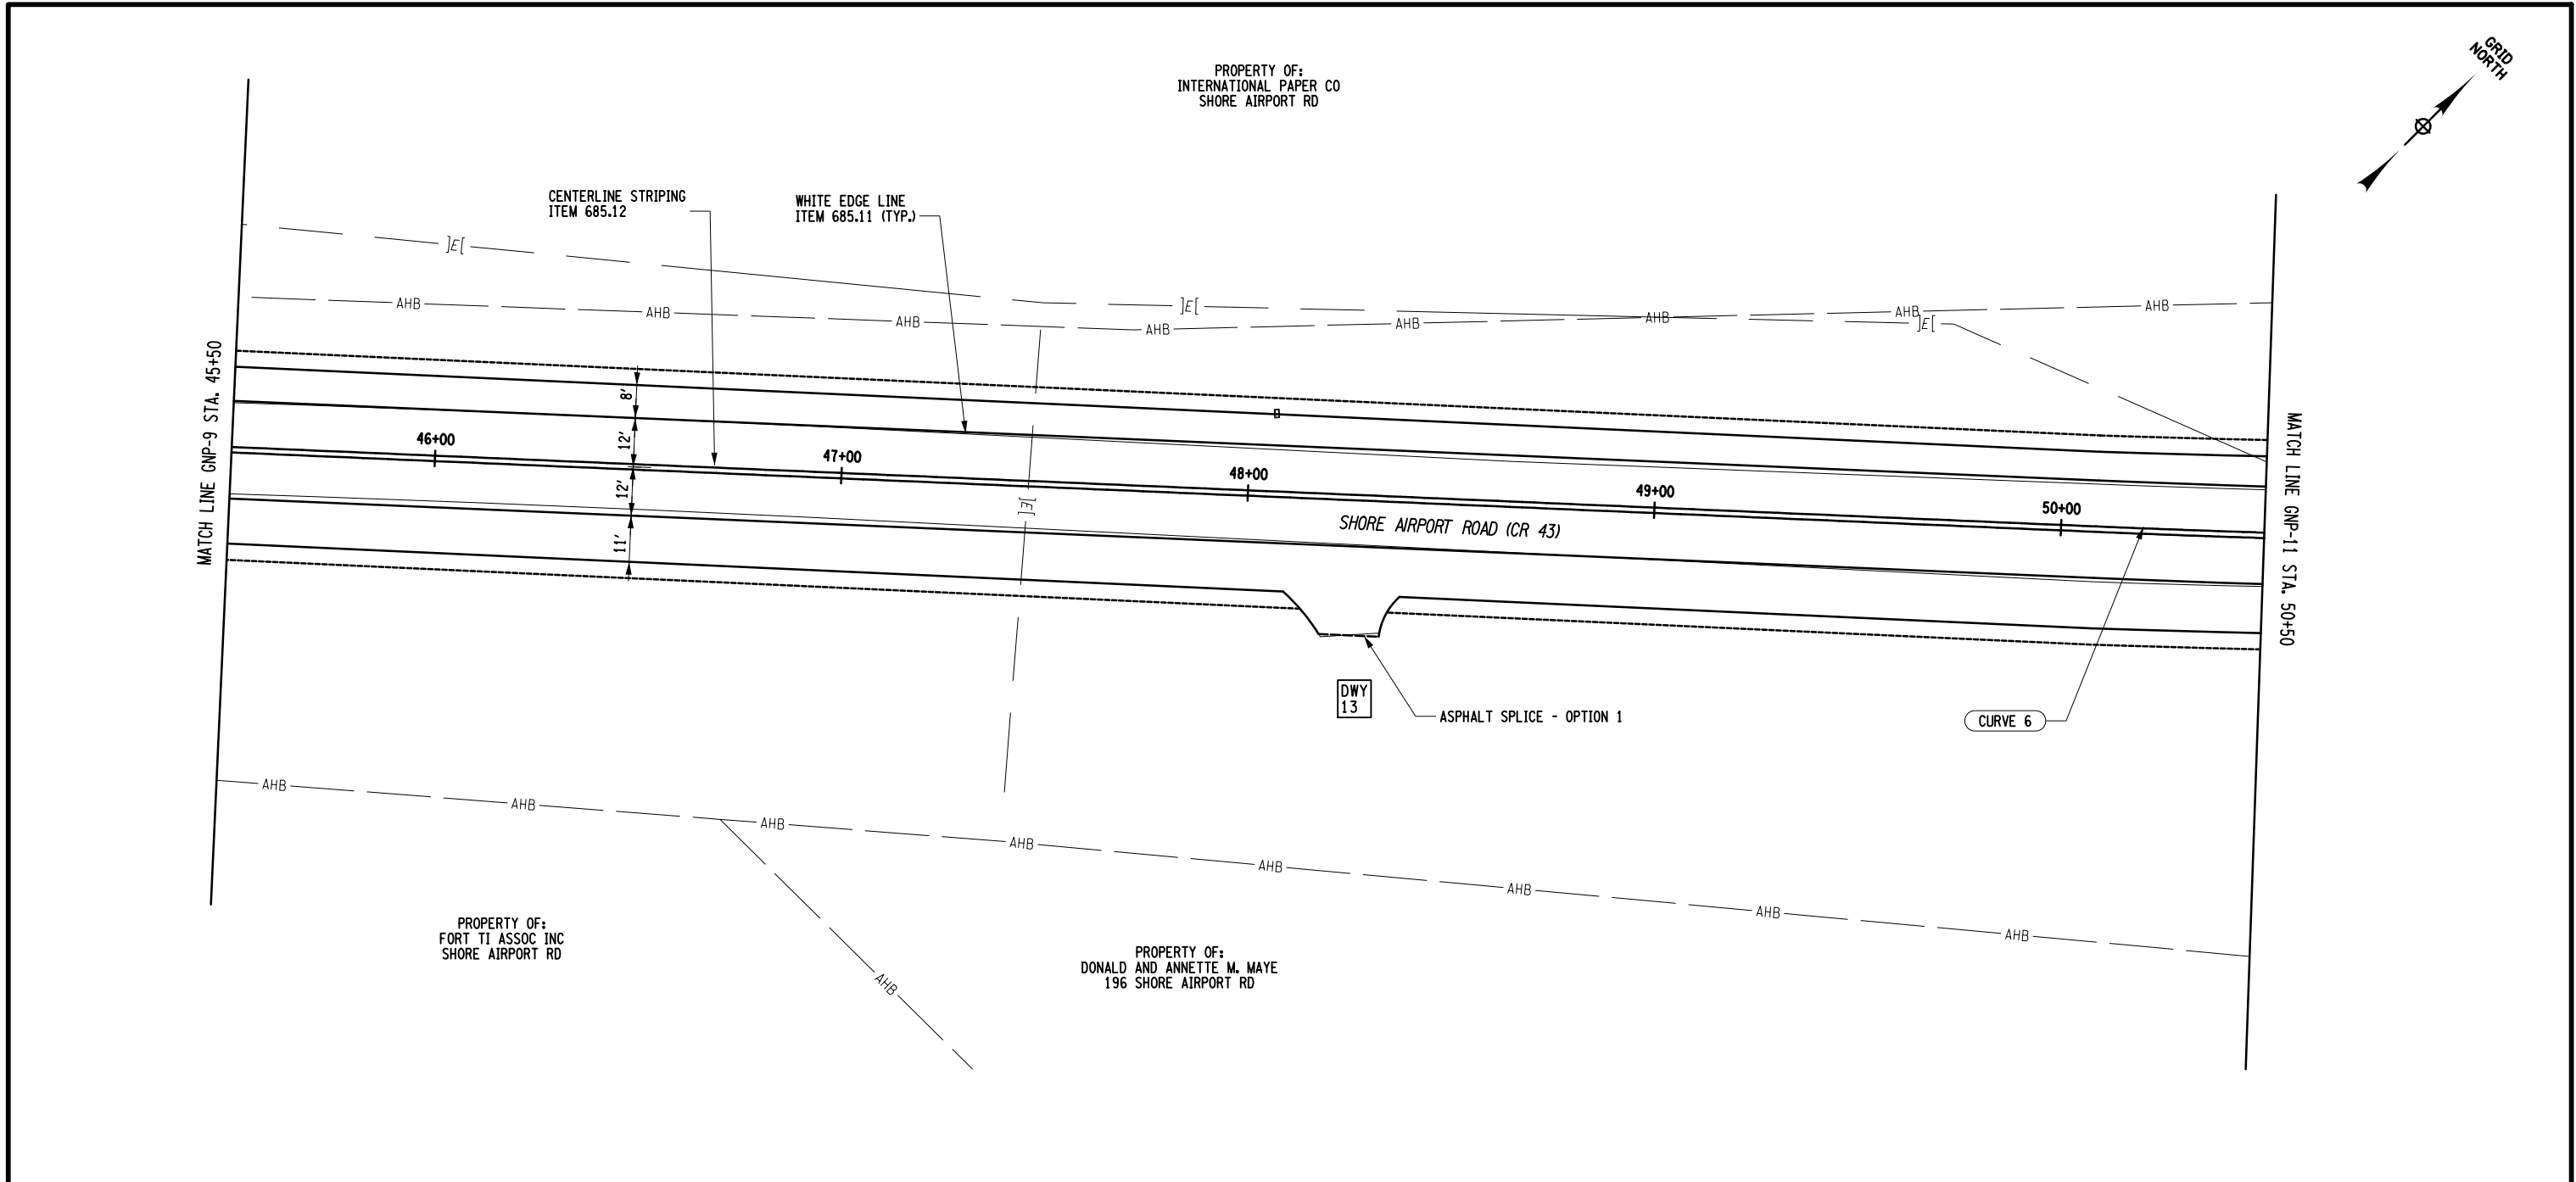 GRID
NORTH
PROPERTY OF:
INTERNATIONAL PAPER CO
SHORE AIRPORT RD
CENTERLINE STRIPING
ITEM 685.12
WHITE EDGE LINE
ITEM 685.11 (TYP.)
]E[
]E[
]E[
AHB
AHB
AHB
AHB
AHB
AHB
AHB
AHB
MATCH LINE GNP-9 STA. 45+50
8'
12'
12'
11'
46+00
47+00
48+00
49+00
50+00
]E[
SHORE AIRPORT ROAD (CR 43)
MATCH LINE GNP-11 STA. 50+50
DWY
13
ASPHALT SPLICE - OPTION 1
CURVE 6
AHB
AHB
AHB
AHB
AHB
AHB
AHB
AHB
AHB
PROPERTY OF:
FORT TI ASSOC INC
SHORE AIRPORT RD
PROPERTY OF:
DONALD AND ANNETTE M. MAYE
196 SHORE AIRPORT RD